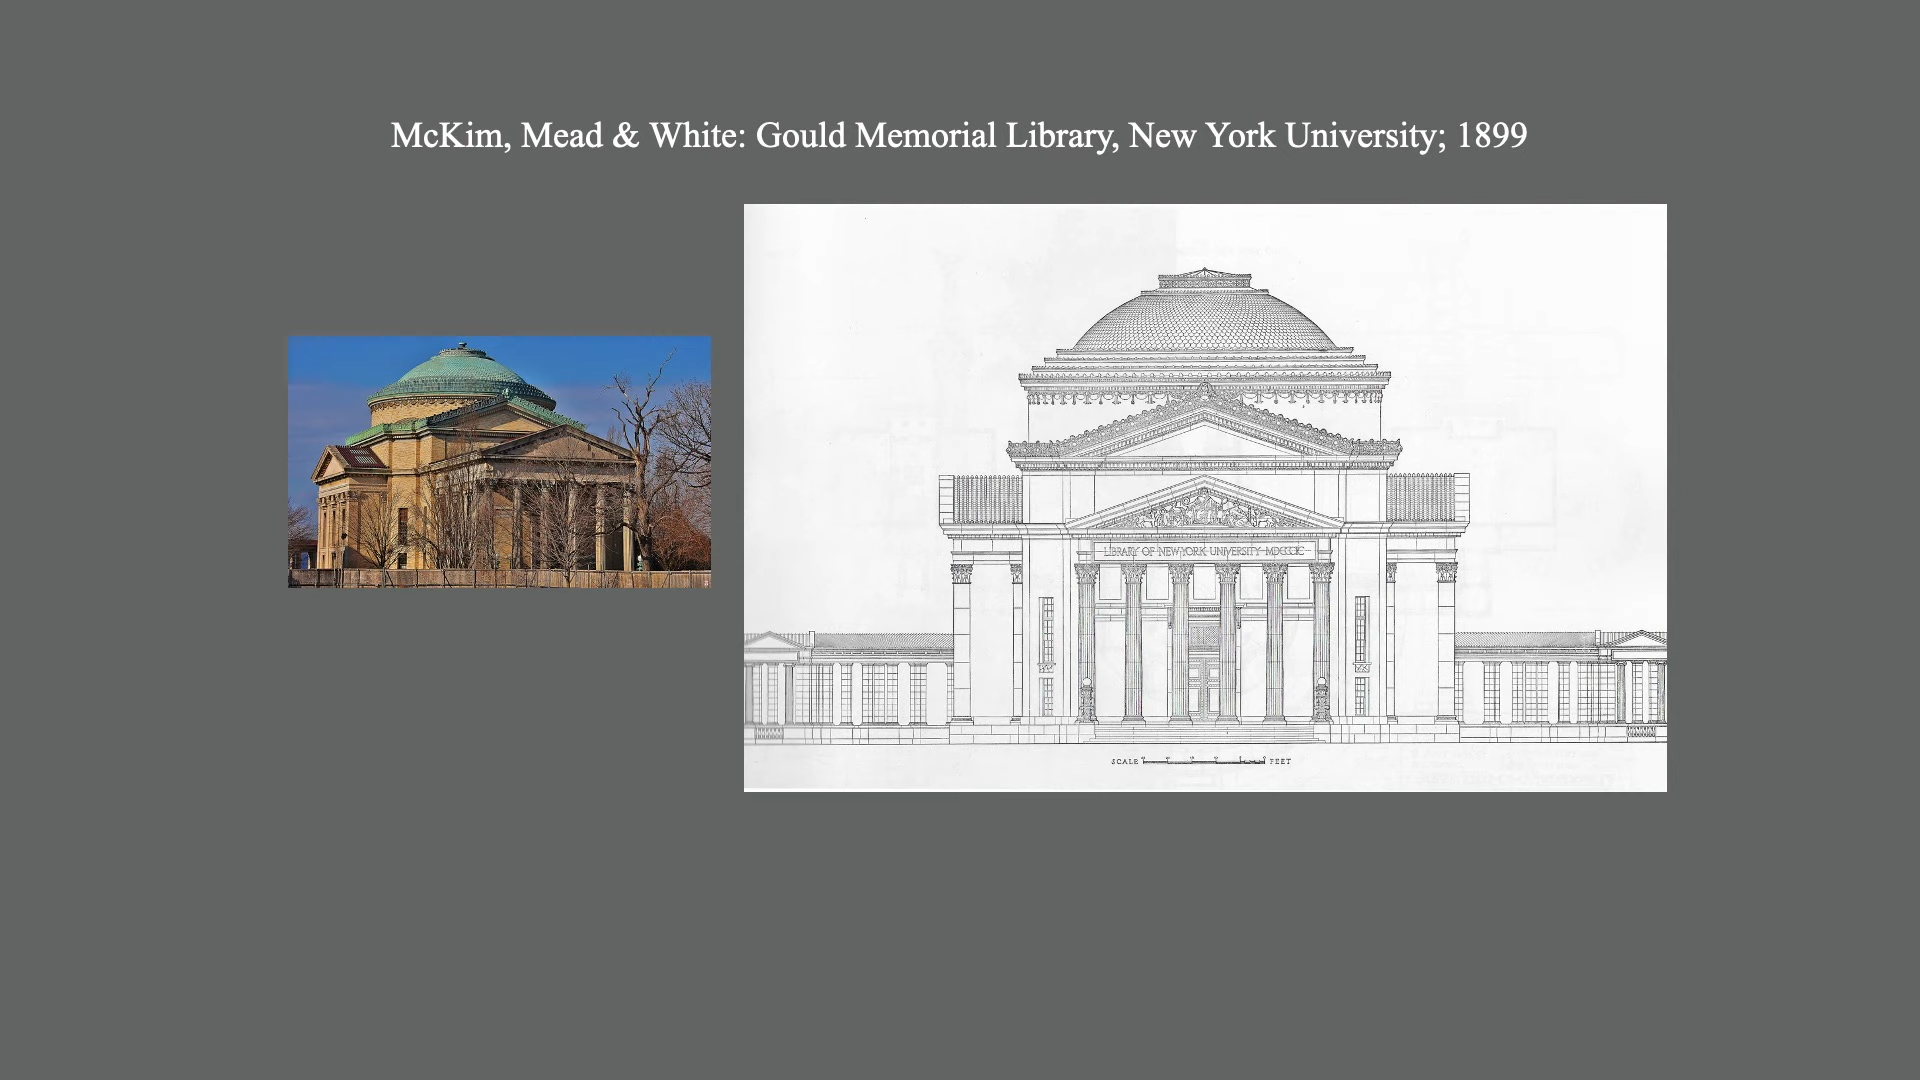 McKim, Mead & White: Gould Memorial Library, New York University; 1899
LIBRARY OF NEW YORK UNIVERSITY MDCCCIC
SCALE FEET